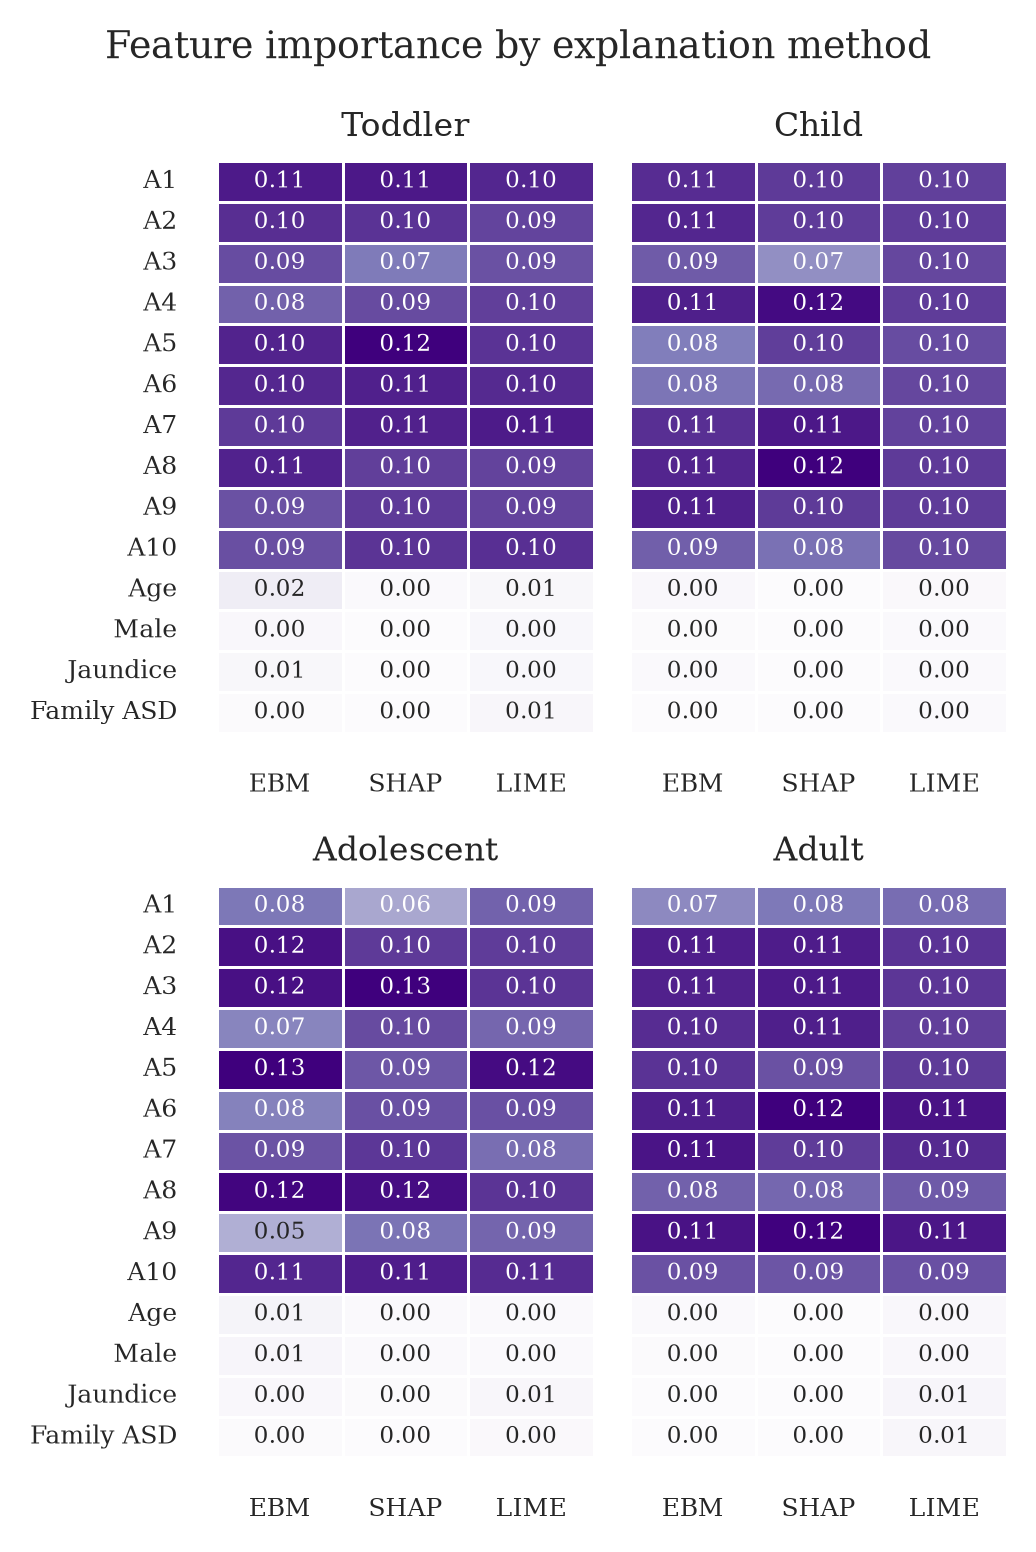 Feature importance by explanation method
Toddler Child
A1 0.11 0.11 0.10 0.11 0.10 0.10
A2 0.10 0.10 0.09 0.11 0.10 0.10
A3 0.09 0.07 0.09 0.09 0.07 0.10
A4 0.08 0.09 0.10 0.11 0.12 0.10
A5 0.10 0.12 0.10 0.08 0.10 0.10
A6 0.10 0.11 0.10 0.08 0.08 0.10
A7 0.10 0.11 0.11 0.11 0.11 0.10
A8 0.11 0.10 0.09 0.11 0.12 0.10
A9 0.09 0.10 0.09 0.11 0.10 0.10
A10 0.09 0.10 0.10 0.09 0.08 0.10
Age 0.02 0.00 0.01 0.00 0.00 0.00
Male 0.00 0.00 0.00 0.00 0.00 0.00
Jaundice 0.01 0.00 0.00 0.00 0.00 0.00
Family ASD 0.00 0.00 0.01 0.00 0.00 0.00
EBM SHAP LIME EBM SHAP LIME
Adolescent Adult
A1 0.08 0.06 0.09 0.07 0.08 0.08
A2 0.12 0.10 0.10 0.11 0.11 0.10
A3 0.12 0.13 0.10 0.11 0.11 0.10
A4 0.07 0.10 0.09 0.10 0.11 0.10
A5 0.13 0.09 0.12 0.10 0.09 0.10
A6 0.08 0.09 0.09 0.11 0.12 0.11
A7 0.09 0.10 0.08 0.11 0.10 0.10
A8 0.12 0.12 0.10 0.08 0.08 0.09
A9 0.05 0.08 0.09 0.11 0.12 0.11
A10 0.11 0.11 0.11 0.09 0.09 0.09
Age 0.01 0.00 0.00 0.00 0.00 0.00
Male 0.01 0.00 0.00 0.00 0.00 0.00
Jaundice 0.00 0.00 0.01 0.00 0.00 0.01
Family ASD 0.00 0.00 0.00 0.00 0.00 0.01
EBM SHAP LIME EBM SHAP LIME